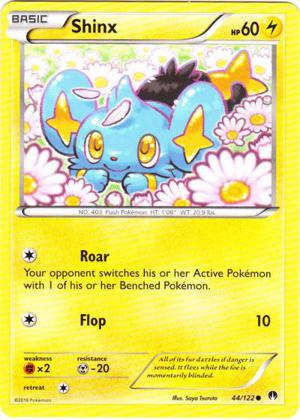 BASIC
Shinx HP60
NO. 403 Flash Pokémon HT: 1'08" WT: 20.9 lbs.
Roar
Your opponent switches his or her Active Pokémon
with 1 of his or her Benched Pokémon.
Flop 10
weakness resistance
×2 -20
retreat
All of its fur dazzles if danger is
sensed. It flees while the foe is
momentarily blinded.
©2016 Pokémon Illus. Saya Tsuruta 44/122